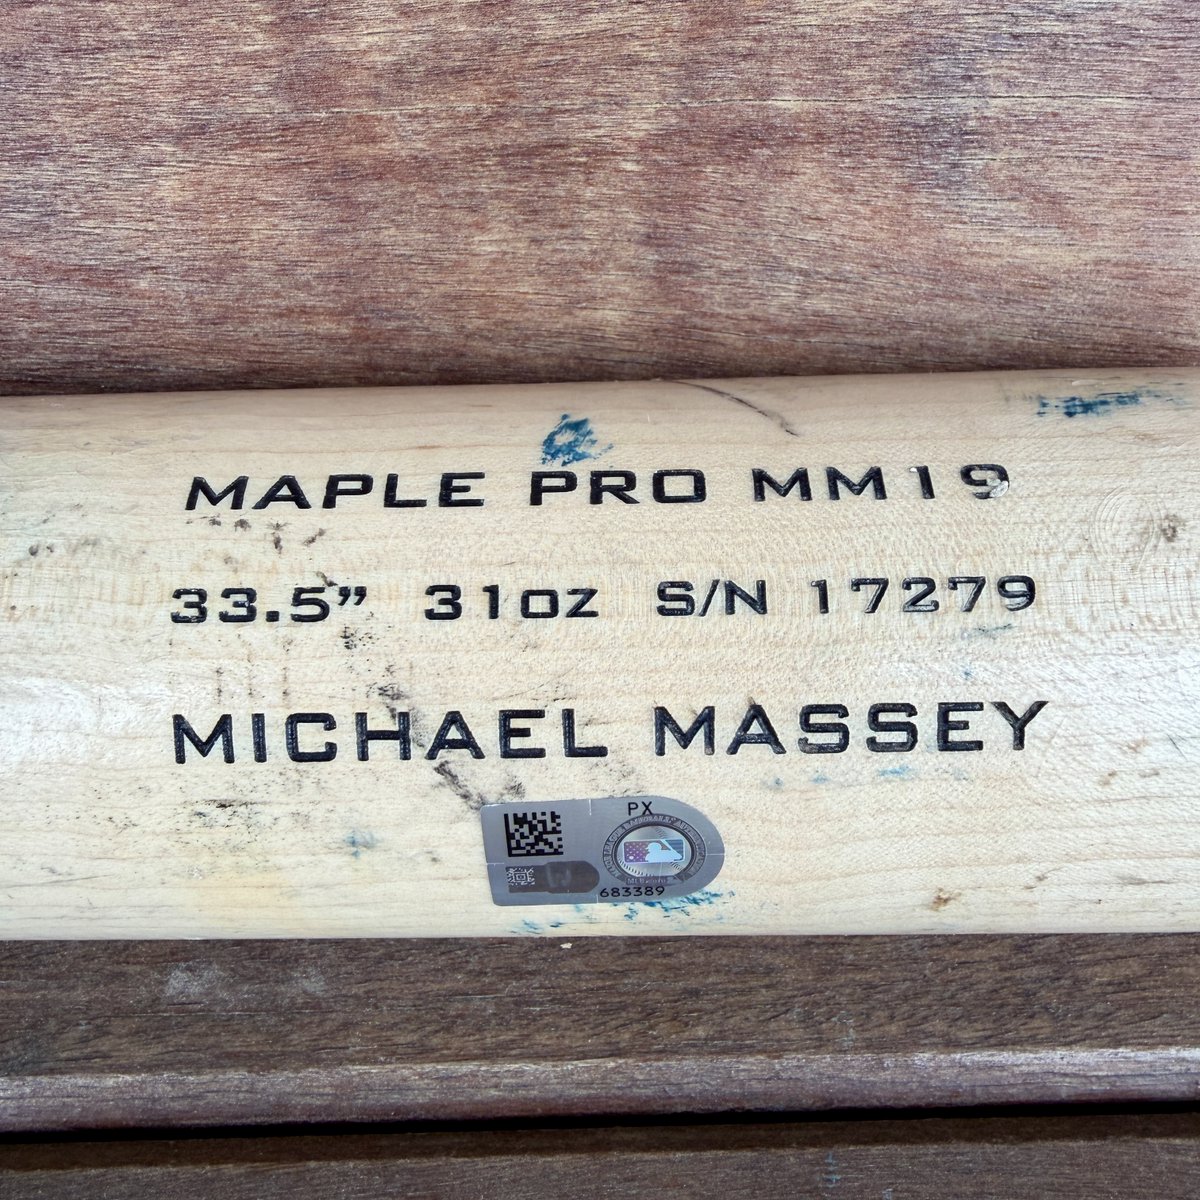 MAPLE PRO MM19
33.5” 31oz S/N 17279
MICHAEL MASSEY
PX
683389